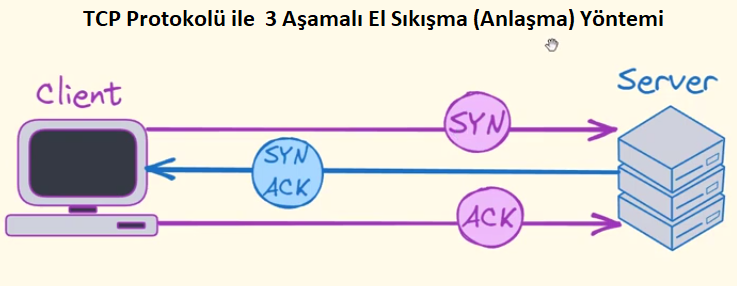 TCP Protokolü ile  3 Aşamalı El Sıkışma (Anlaşma) Yöntemi
Client
Server
SYN
SYN
ACK
ACK